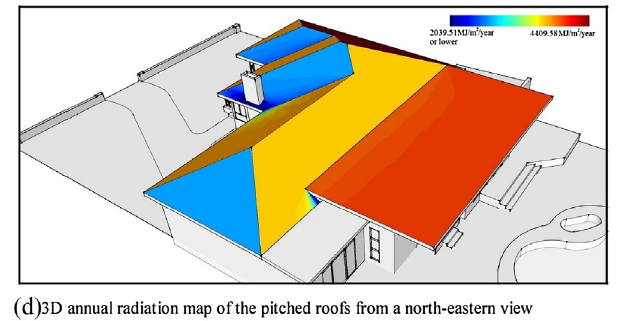 2039.51MJ/m²/year
or lower
4409.58MJ/m²/year
(d)3D annual radiation map of the pitched roofs from a north-eastern view